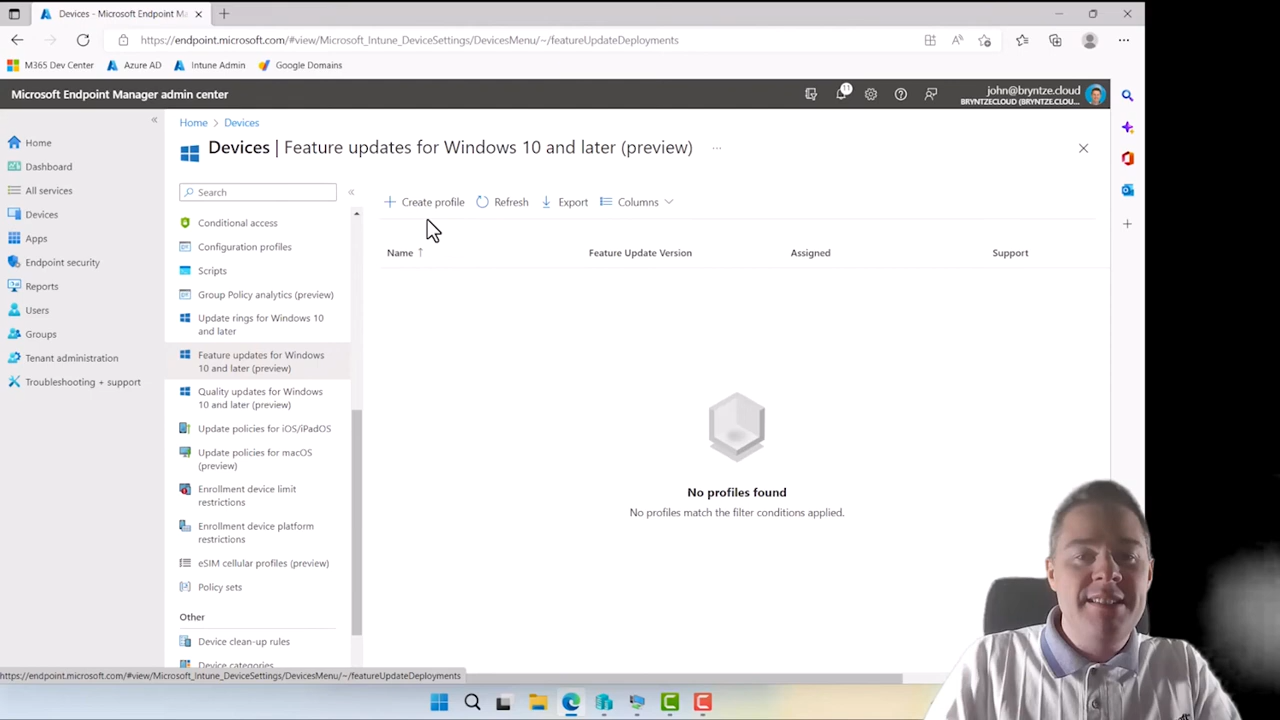 Devices - Microsoft Endpoint Ma
https://endpoint.microsoft.com/#view/Microsoft_Intune_DeviceSettings/DevicesMenu/~/featureUpdateDeployments
M365 Dev Center
Azure AD
Intune Admin
Google Domains
Microsoft Endpoint Manager admin center
11
john@bryntze.cloud
BRYNTZECLOUD (BRYNTZE.CLOU...
Home
Dashboard
All services
Devices
Apps
Endpoint security
Reports
Users
Groups
Tenant administration
Troubleshooting + support
Home > Devices
Devices | Feature updates for Windows 10 and later (preview) ...
Search
Conditional access
Configuration profiles
Scripts
Group Policy analytics (preview)
Update rings for Windows 10
and later
Feature updates for Windows
10 and later (preview)
Quality updates for Windows
10 and later (preview)
Update policies for iOS/iPadOS
Update policies for macOS
(preview)
Enrollment device limit
restrictions
Enrollment device platform
restrictions
eSIM cellular profiles (preview)
Policy sets
Other
Device clean-up rules
Device categories
Create profile
Refresh
Export
Columns
Name ↑
Feature Update Version
Assigned
Support
No profiles found
No profiles match the filter conditions applied.
https://endpoint.microsoft.com/#view/Microsoft_Intune_DeviceSettings/DevicesMenu/~/featureUpdateDeployments